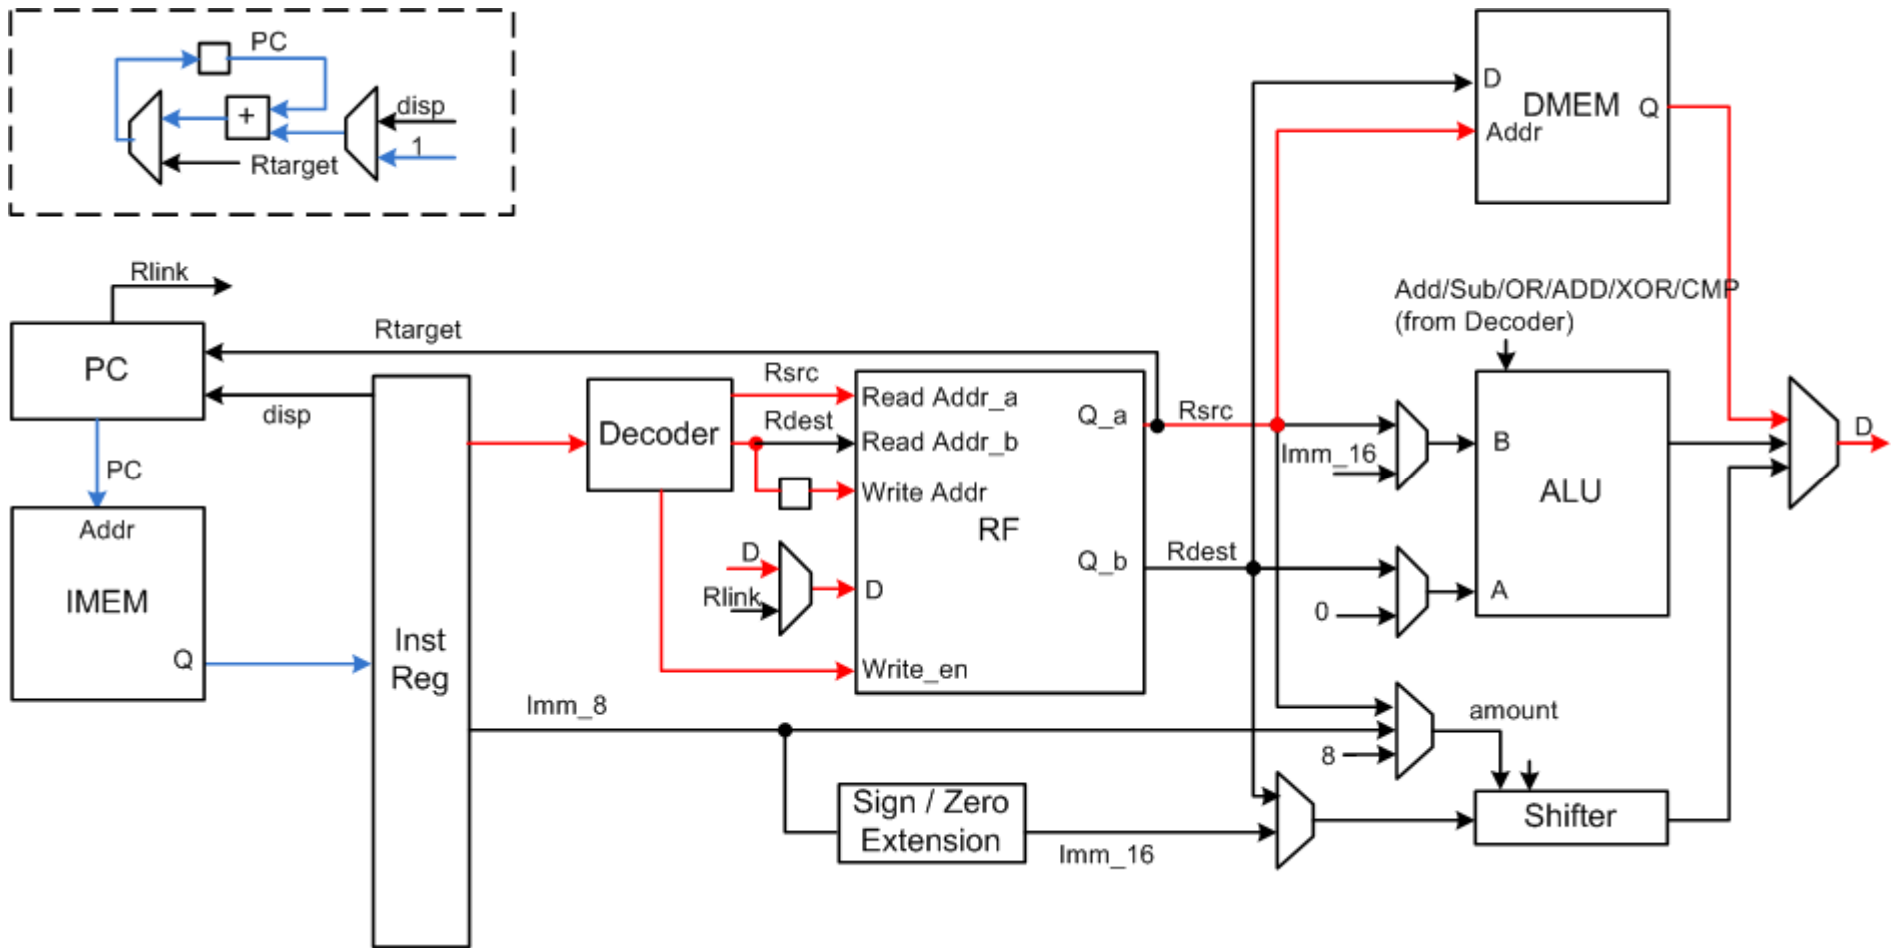 PC
+
disp
1
Rtarget
D
DMEM
Q
Addr
Rlink
Add/Sub/OR/ADD/XOR/CMP
(from Decoder)
Rtarget
PC
disp
Rsrc
Read Addr_a
Q_a
Rsrc
Decoder
Rdest
Read Addr_b
Imm_16
B
D
PC
Write Addr
ALU
Addr
RF
IMEM
D
Rlink
D
Q_b
Rdest
0
A
Q
Inst
Reg
Write_en
Imm_8
amount
8
Sign / Zero
Extension
Imm_16
Shifter